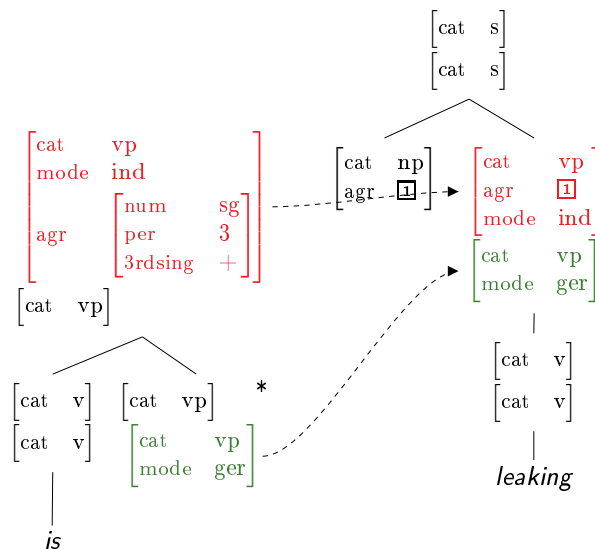 cat s
cat s
cat vp
mode ind
agr num sg
per 3
3rdsing +
cat vp
cat np
agr 1
cat vp
agr 1
mode ind
cat vp
mode ger
cat v
cat v
cat vp *
cat vp
mode ger
cat v
cat v
is
leaking